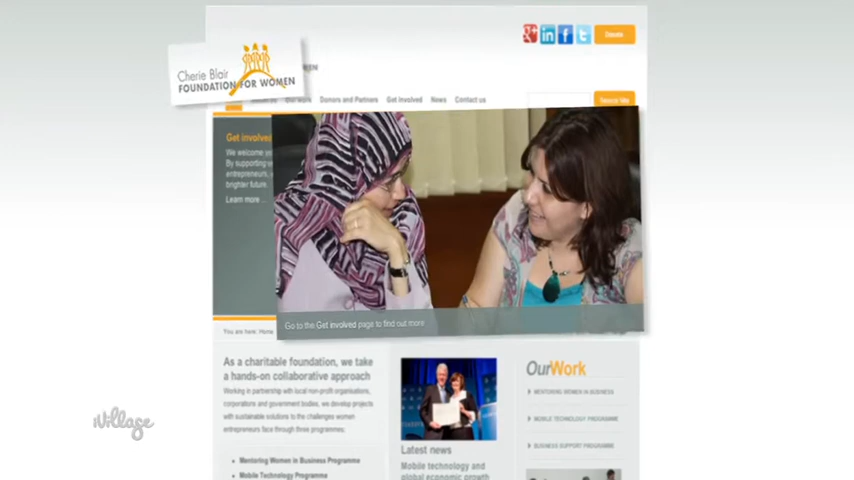 Donate
Cherie Blair
FOUNDATION FOR WOMEN
Our work
Donors and Partners
Get involved
News
Contact us
Search Site
Get involved
We welcome
By supporting
entrepreneurs,
brighter future.
Learn more ...
Go to the Get involved page to find out more
You are here: Home
As a charitable foundation, we take
a hands-on collaborative approach
Working in partnership with local non-profit organisations,
corporations and government bodies, we develop projects
with sustainable solutions to the challenges women
entrepreneurs face through three programmes:
Mentoring Women in Business Programme
Mobile Technology Programme
Latest news
Mobile technology and
global economic growth
OurWork
MENTORING WOMEN IN BUSINESS
MOBILE TECHNOLOGY PROGRAMME
BUSINESS SUPPORT PROGRAMME
iVillage